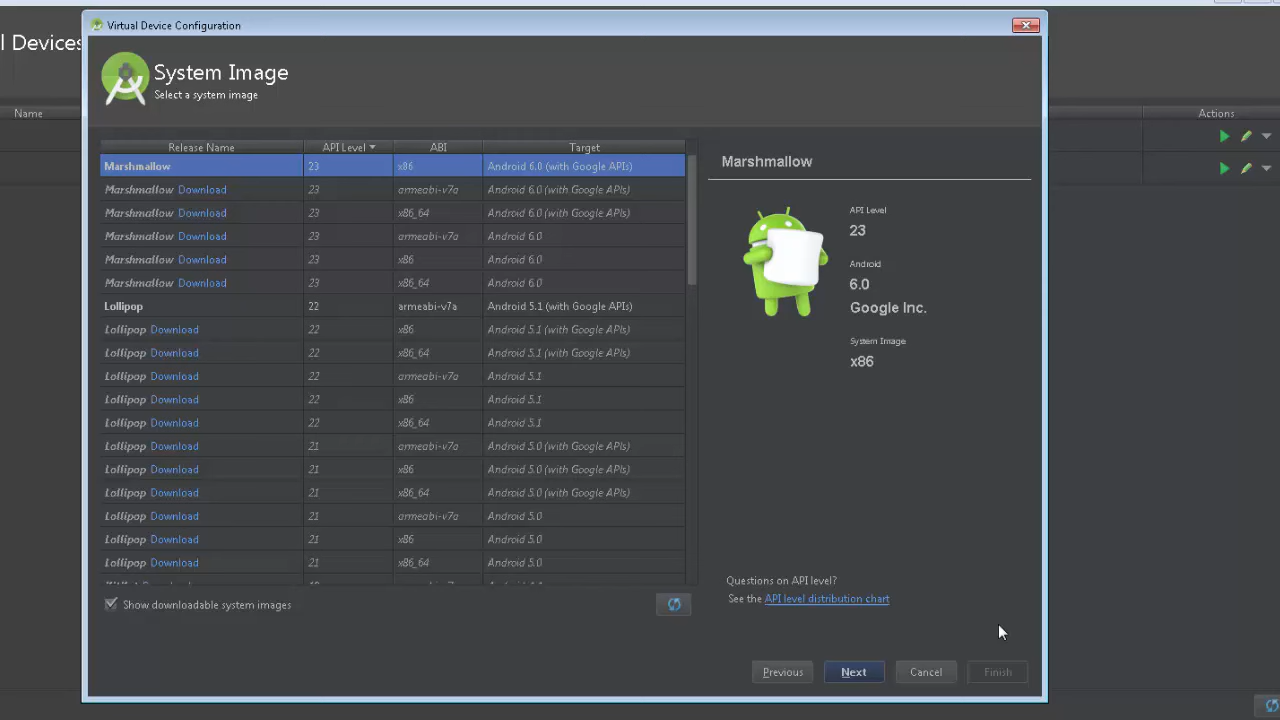 Virtual Device Configuration
l Devices
System Image
Select a system image
Name
Actions
Release Name API Level ABI Target
Marshmallow 23 x86 Android 6.0 (with Google APIs)
Marshmallow Download 23 armeabi-v7a Android 6.0 (with Google APIs)
Marshmallow Download 23 x86_64 Android 6.0 (with Google APIs)
Marshmallow Download 23 armeabi-v7a Android 6.0
Marshmallow Download 23 x86 Android 6.0
Marshmallow Download 23 x86_64 Android 6.0
Lollipop 22 armeabi-v7a Android 5.1 (with Google APIs)
Lollipop Download 22 x86 Android 5.1 (with Google APIs)
Lollipop Download 22 x86_64 Android 5.1 (with Google APIs)
Lollipop Download 22 armeabi-v7a Android 5.1
Lollipop Download 22 x86 Android 5.1
Lollipop Download 22 x86_64 Android 5.1
Lollipop Download 21 armeabi-v7a Android 5.0 (with Google APIs)
Lollipop Download 21 x86 Android 5.0 (with Google APIs)
Lollipop Download 21 x86_64 Android 5.0 (with Google APIs)
Lollipop Download 21 armeabi-v7a Android 5.0
Lollipop Download 21 x86 Android 5.0
Lollipop Download 21 x86_64 Android 5.0
Show downloadable system images
Marshmallow
API Level
23
Android
6.0
Google Inc.
System Image
x86
Questions on API level?
See the API level distribution chart
Previous
Next
Cancel
Finish